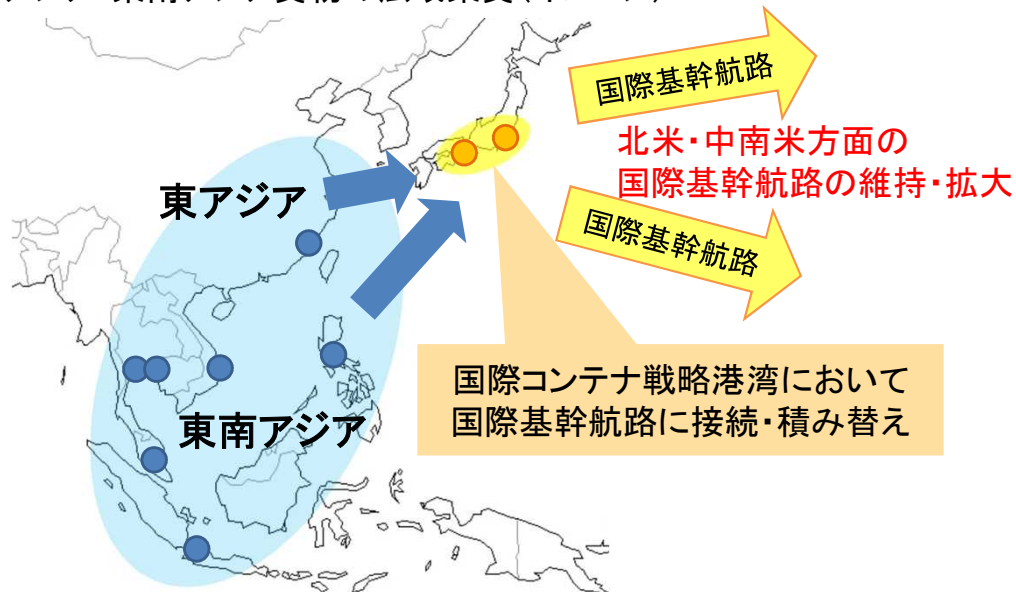 国際基幹航路
北米・中南米方面の
国際基幹航路の維持・拡大
国際基幹航路
東アジア
東南アジア
国際コンテナ戦略港湾において
国際基幹航路に接続・積み替え